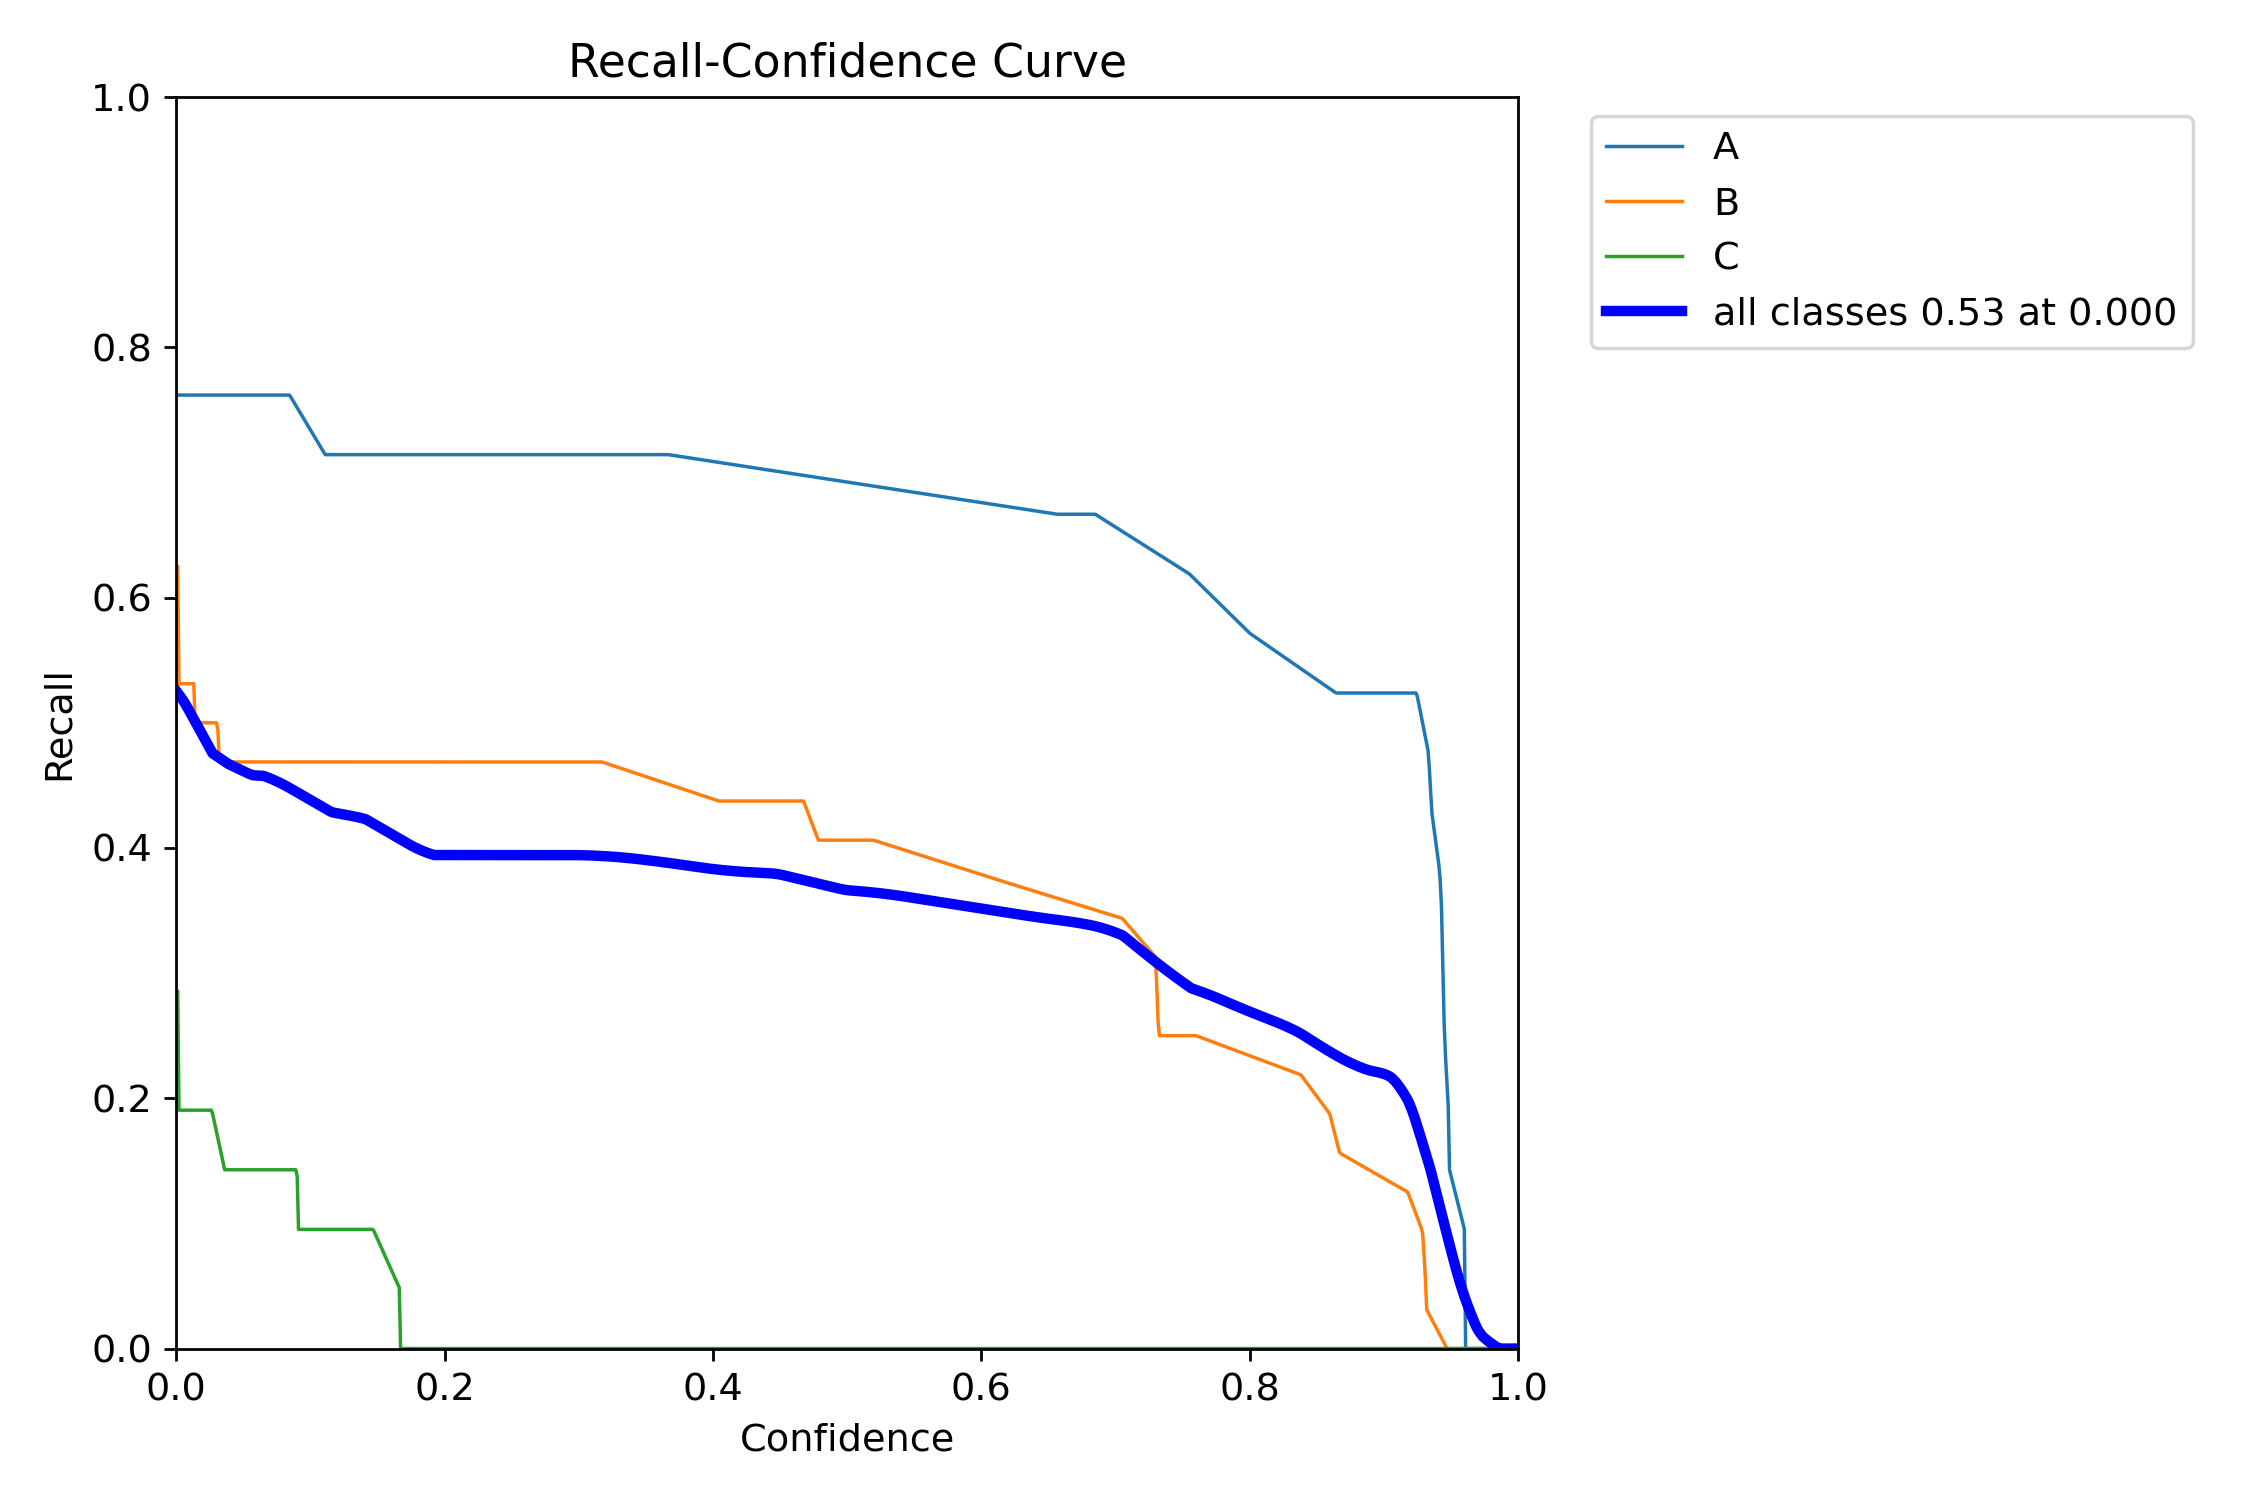 Recall-Confidence Curve
1.0
0.8
0.6
0.4
0.2
0.0
Recall
0.0 0.2 0.4 0.6 0.8 1.0
Confidence
A
B
C
all classes 0.53 at 0.000